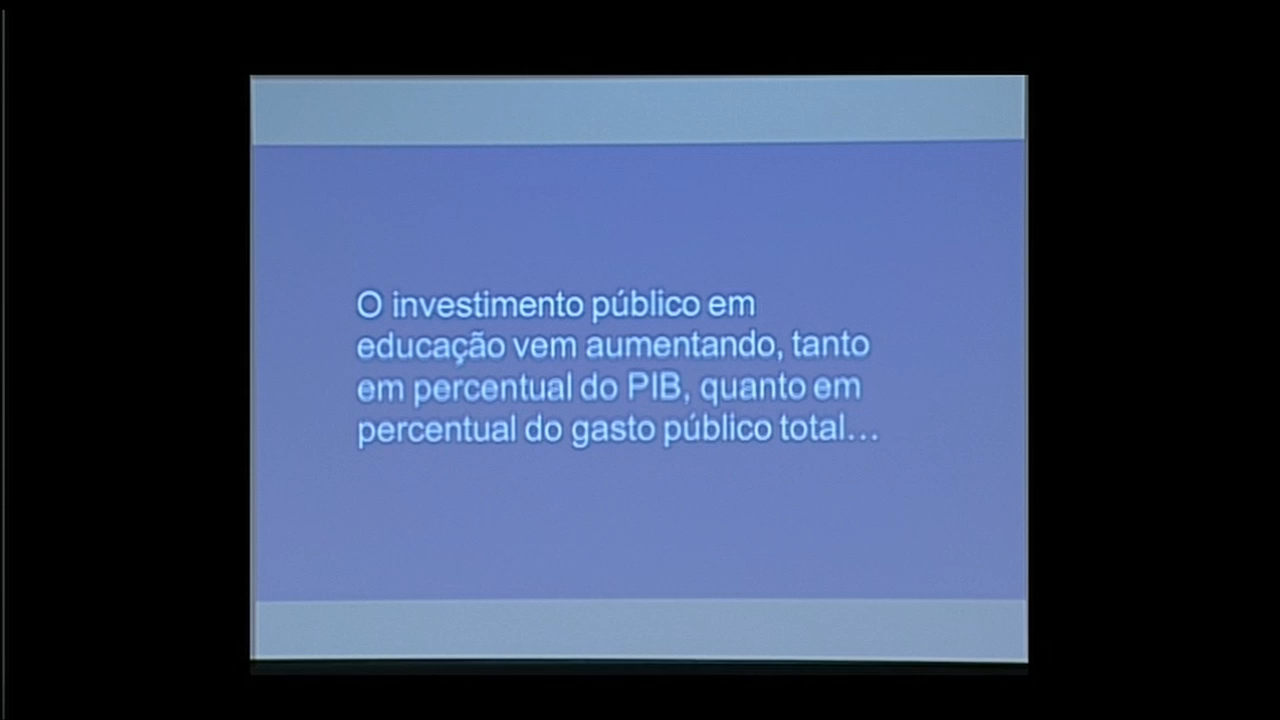 O investimento público em
educação vem aumentando, tanto
em percentual do PIB, quanto em
percentual do gasto público total...